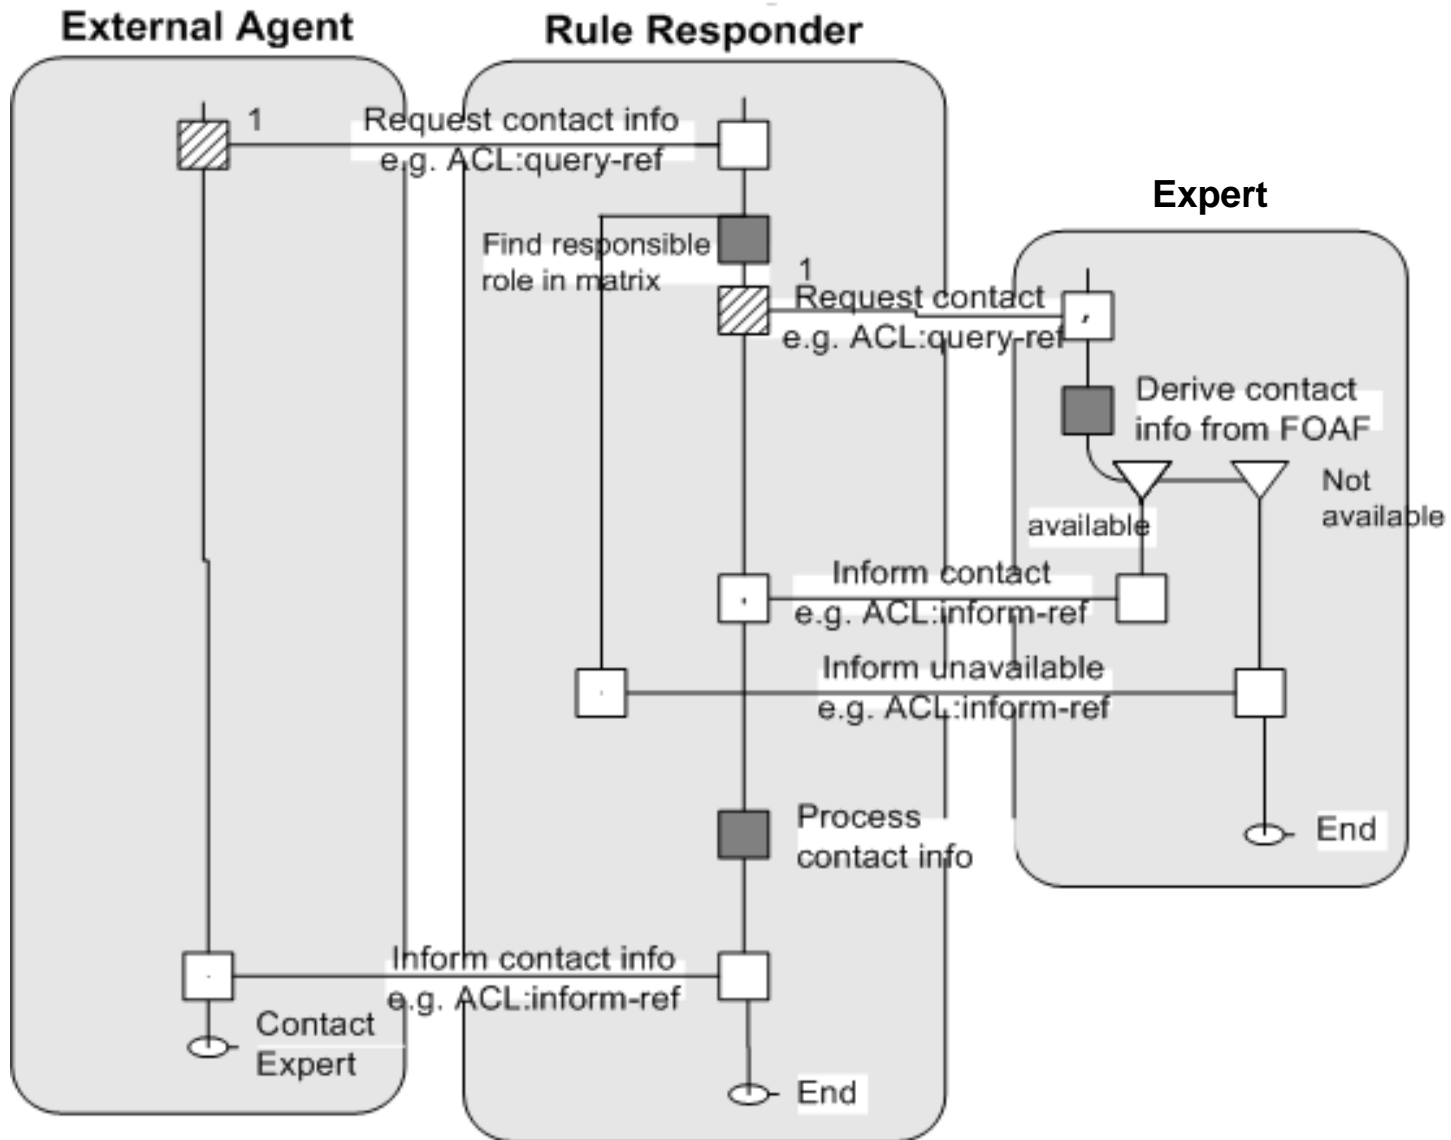 External Agent
Rule Responder
Expert
1
Request contact info
e.g. ACL:query-ref
Find responsible
role in matrix
1
Request contact
e.g. ACL:query-ref
Derive contact
info from FOAF
available
Not
available
Inform contact
e.g. ACL:inform-ref
Inform unavailable
e.g. ACL:inform-ref
Process
contact info
End
Inform contact info
e.g. ACL:inform-ref
Contact
Expert
End